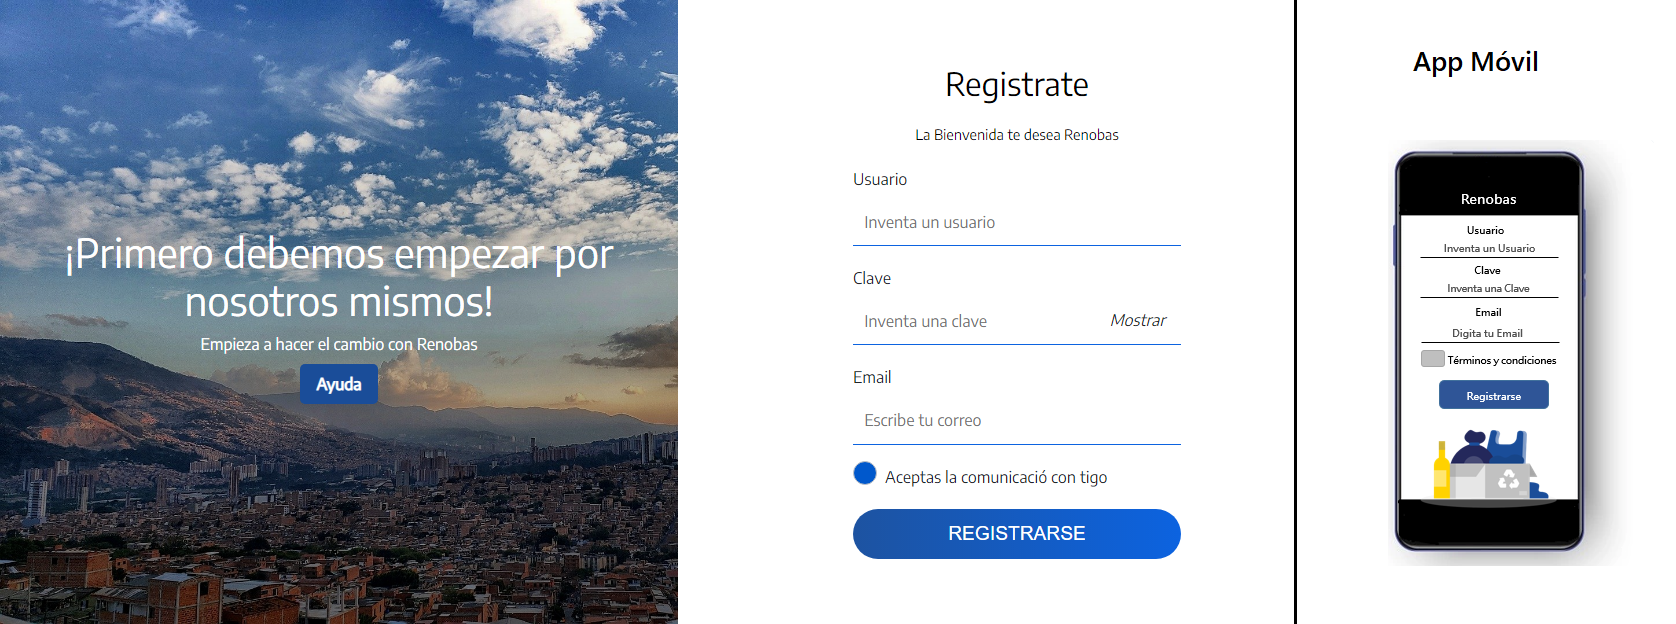 ¡Primero debemos empezar por
nosotros mismos!
Empieza a hacer el cambio con Renobas
Ayuda
Registrate
La Bienvenida te desea Renobas
Usuario
Inventa un usuario
Clave
Inventa una clave
Mostrar
Email
Escribe tu correo
Aceptas la comunicació con tigo
REGISTRARSE
App Móvil
Renobas
Usuario
Inventa un Usuario
Clave
Inventa una Clave
Email
Digita tu Email
Términos y condiciones
Registrarse